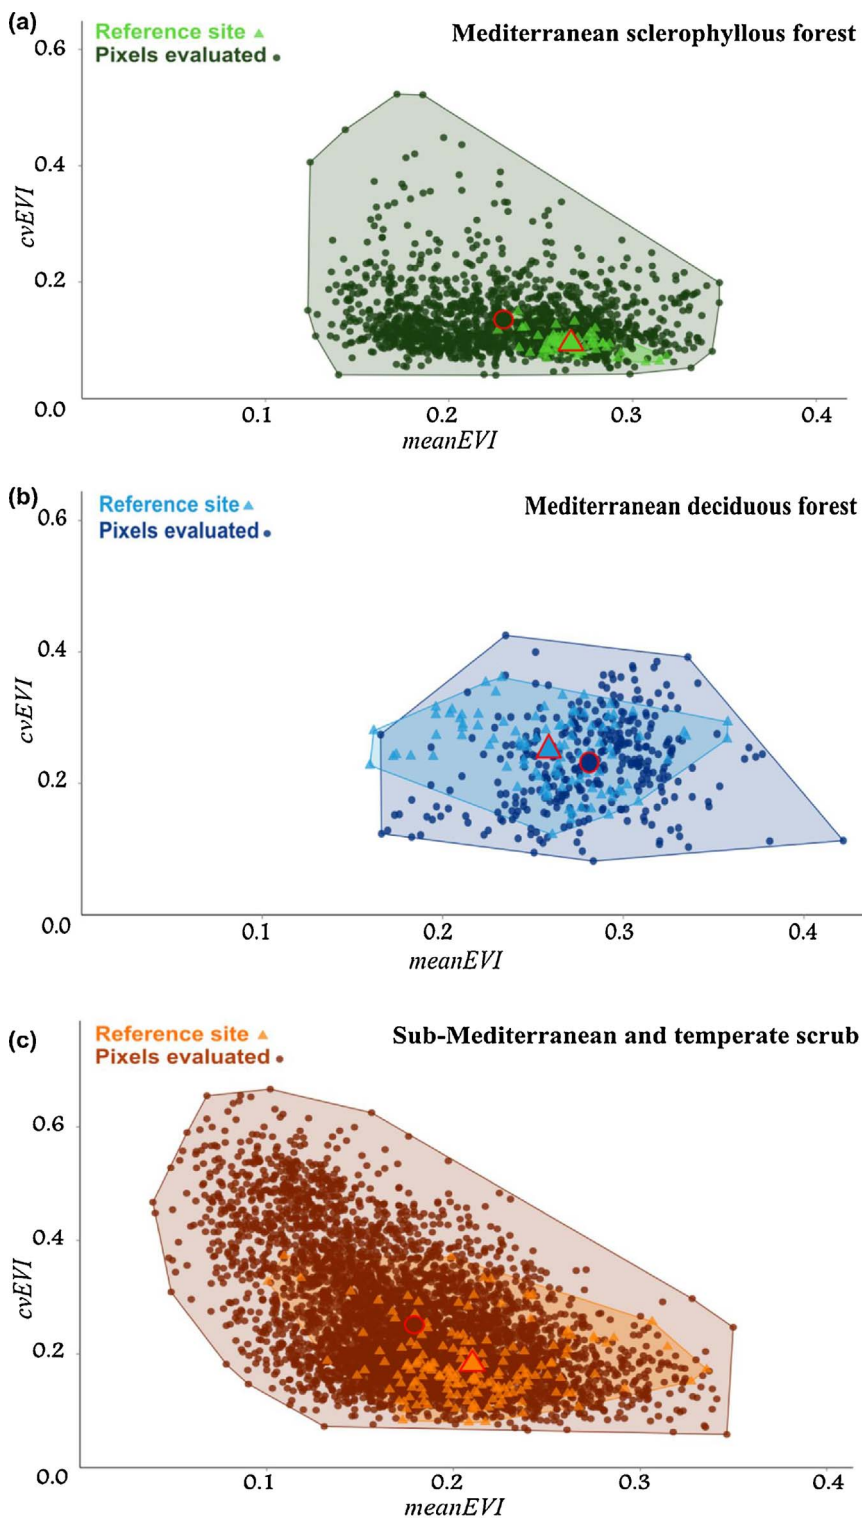 (a)
Reference site
Pixels evaluated
Mediterranean sclerophyllous forest
0.6
0.4
0.2
0.0
cvEVI
0.1
0.2
0.3
0.4
meanEVI
(b)
Reference site
Pixels evaluated
Mediterranean deciduous forest
0.6
0.4
0.2
0.0
cvEVI
0.1
0.2
0.3
0.4
meanEVI
(c)
Reference site
Pixels evaluated
Sub-Mediterranean and temperate scrub
0.6
0.4
0.2
0.0
cvEVI
0.1
0.2
0.3
0.4
meanEVI